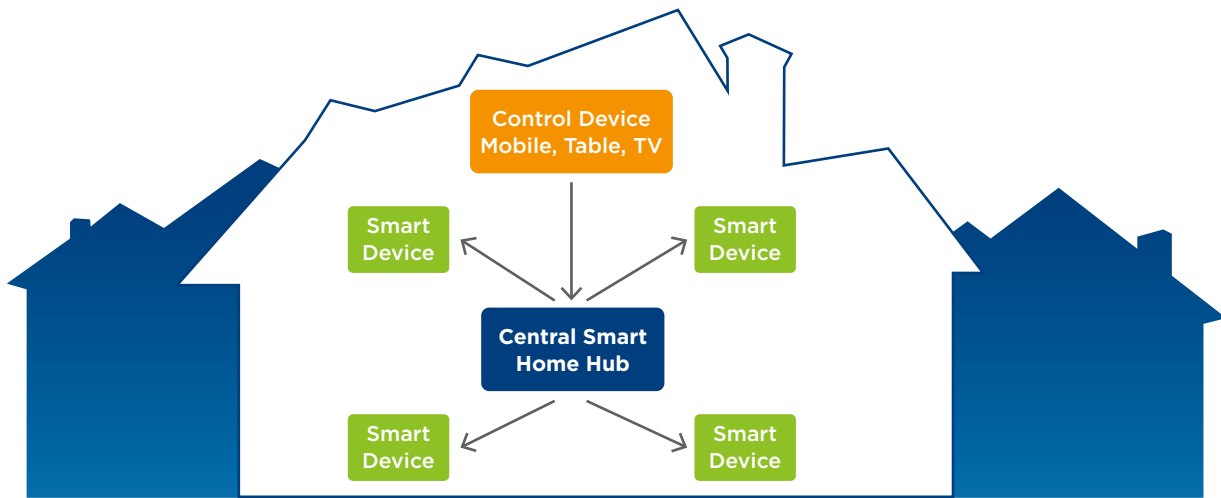 Control Device
Mobile, Table, TV
Smart
Device
Smart
Device
Central Smart
Home Hub
Smart
Device
Smart
Device